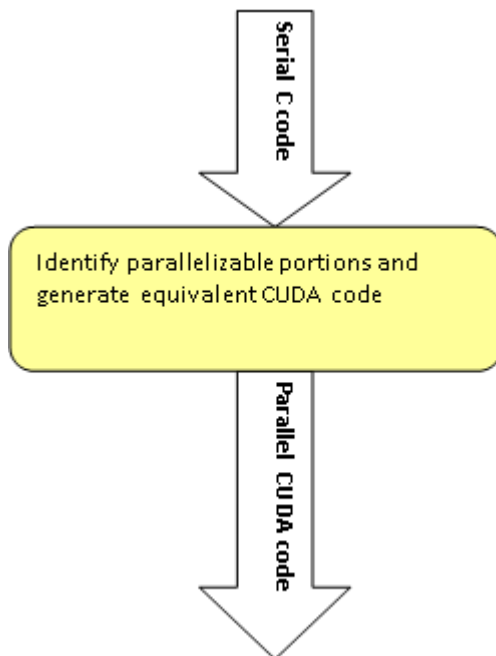 Serial C code
Identify parallelizable portions and
generate equivalent CUDA code
Parallel CUDA code